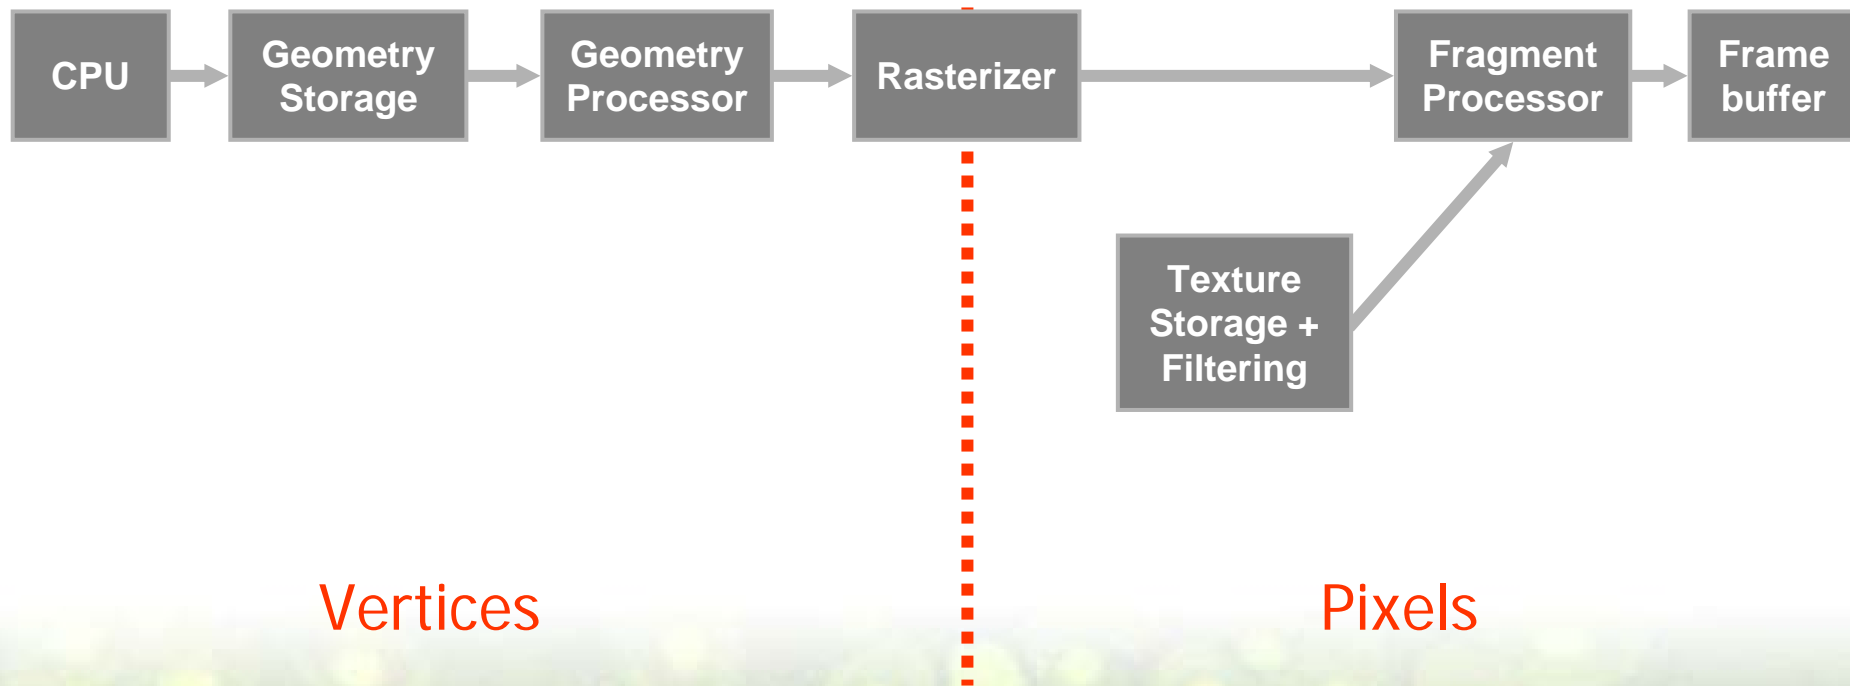 CPU
Geometry
Storage
Geometry
Processor
Rasterizer
Fragment
Processor
Frame
buffer
Texture
Storage +
Filtering
Vertices
Pixels